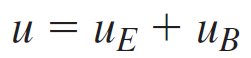 u = u_E + u_B